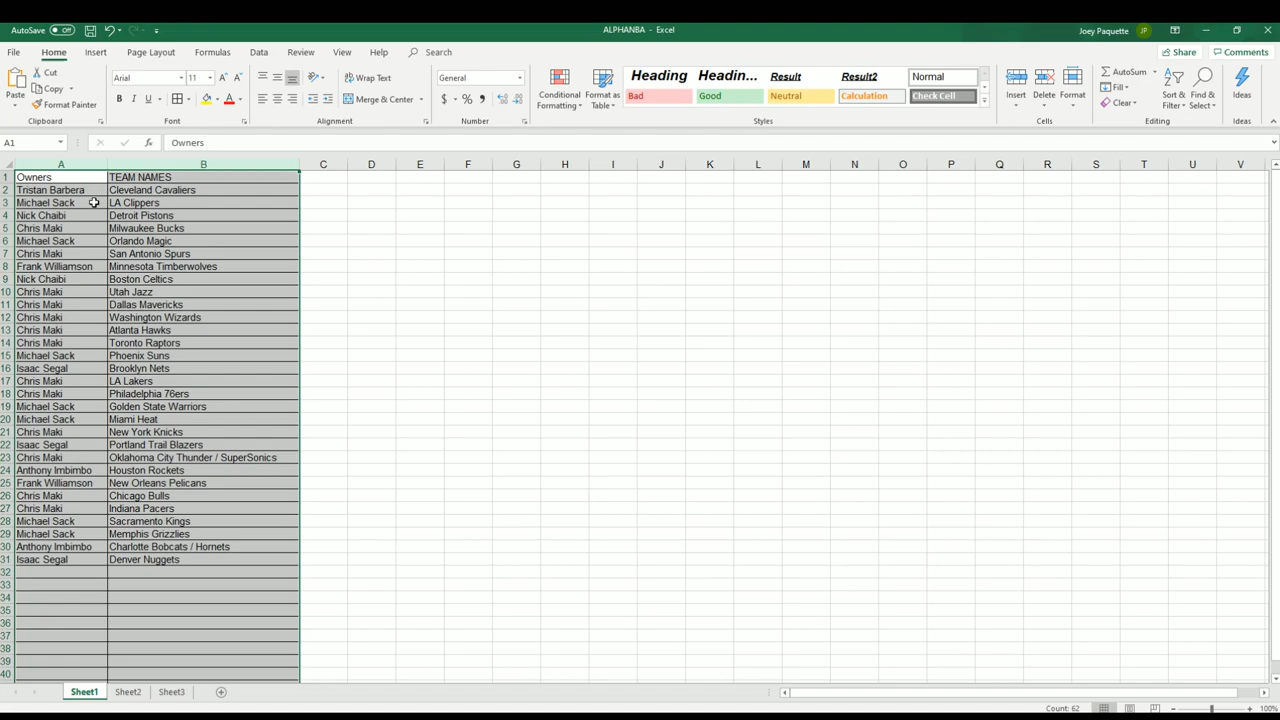 AutoSave Off ALPHANBA - Excel Joey Paquette JP
File Home Insert Page Layout Formulas Data Review View Help Search Share Comments
Paste Cut Copy Format Painter Clipboard
Arial 11 A A B I U A Font
Wrap Text Merge & Center Alignment
General $ % , Number
Conditional Formatting Format as Table
Heading Headin... Result Result2 Normal
Bad Good Neutral Calculation Check Cell
Styles
Insert Delete Format Cells
AutoSum Fill Clear Sort & Filter Find & Select Editing
Ideas Ideas
A1 fx Owners
A B C D E F G H I J K L M N O P Q R S T U V
1 Owners TEAM NAMES
2 Tristan Barbera Cleveland Cavaliers
3 Michael Sack LA Clippers
4 Nick Chaibi Detroit Pistons
5 Chris Maki Milwaukee Bucks
6 Michael Sack Orlando Magic
7 Chris Maki San Antonio Spurs
8 Frank Williamson Minnesota Timberwolves
9 Nick Chaibi Boston Celtics
10 Chris Maki Utah Jazz
11 Chris Maki Dallas Mavericks
12 Chris Maki Washington Wizards
13 Chris Maki Atlanta Hawks
14 Chris Maki Toronto Raptors
15 Michael Sack Phoenix Suns
16 Isaac Segal Brooklyn Nets
17 Chris Maki LA Lakers
18 Chris Maki Philadelphia 76ers
19 Michael Sack Golden State Warriors
20 Michael Sack Miami Heat
21 Chris Maki New York Knicks
22 Isaac Segal Portland Trail Blazers
23 Chris Maki Oklahoma City Thunder / SuperSonics
24 Anthony Imbimbo Houston Rockets
25 Frank Williamson New Orleans Pelicans
26 Chris Maki Chicago Bulls
27 Chris Maki Indiana Pacers
28 Michael Sack Sacramento Kings
29 Michael Sack Memphis Grizzlies
30 Anthony Imbimbo Charlotte Bobcats / Hornets
31 Isaac Segal Denver Nuggets
32
33
34
35
36
37
38
39
40
Sheet1 Sheet2 Sheet3
Count: 62 100%